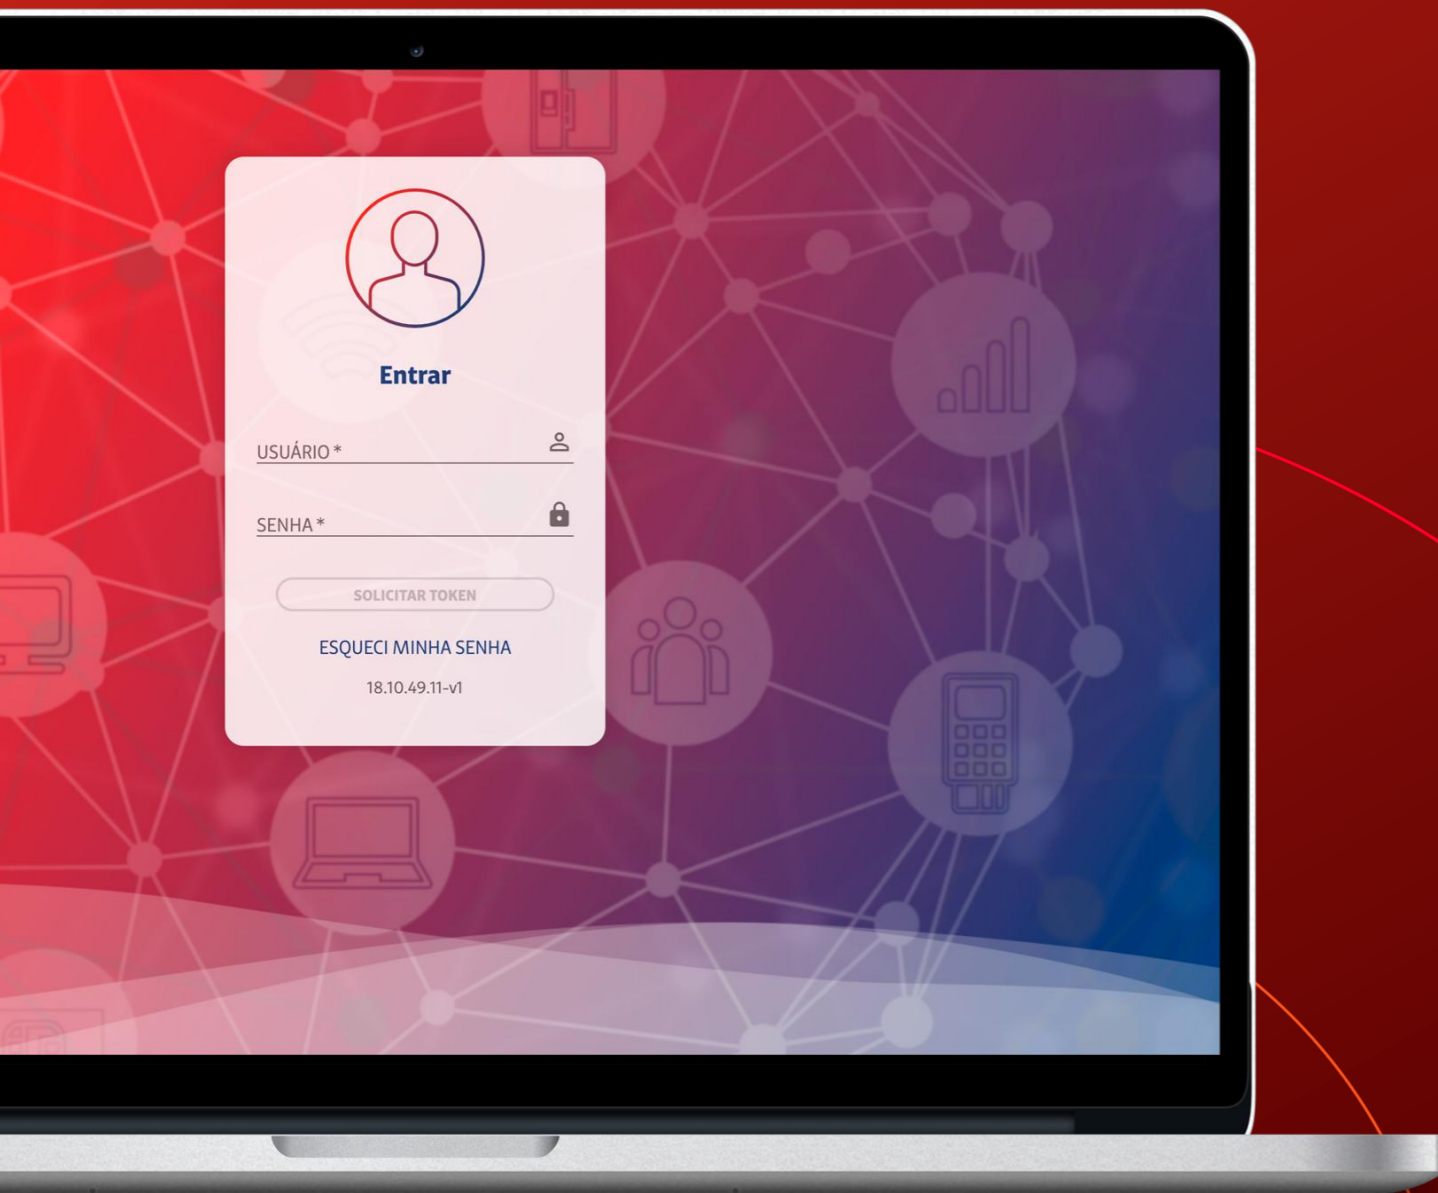 Entrar
USUÁRIO *
SENHA *
SOLICITAR TOKEN
ESQUECI MINHA SENHA
18.10.49.11-v1